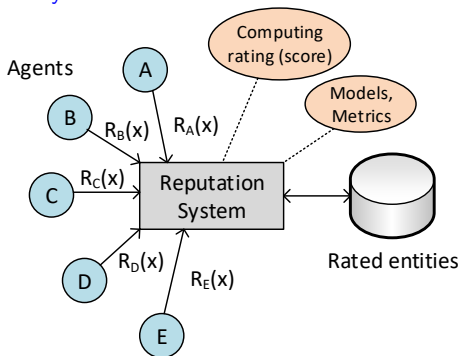 Computing
rating (score)
Agents
A
Models,
Metrics
B
R_B(x)
R_A(x)
C
R_C(x)
Reputation
System
D
R_D(x)
R_E(x)
Rated entities
E